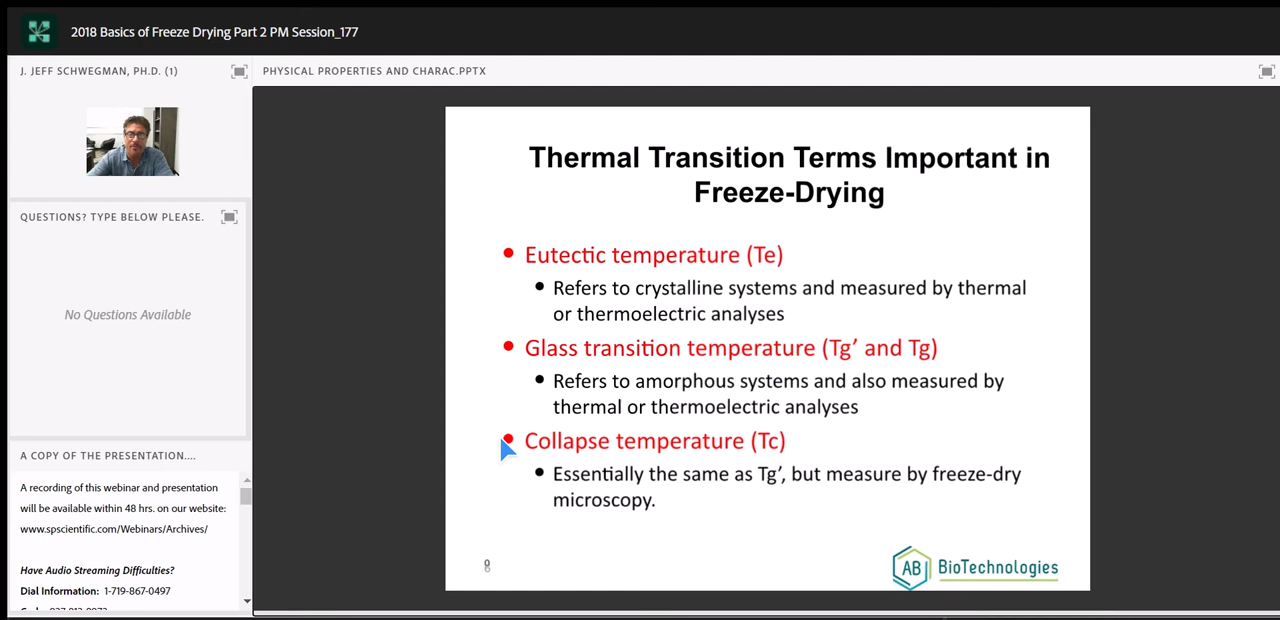 2018 Basics of Freeze Drying Part 2 PM Session_177
J. JEFF SCHWEGMAN, PH.D. (1)
PHYSICAL PROPERTIES AND CHARAC.PPTX
QUESTIONS? TYPE BELOW PLEASE.
No Questions Available
A COPY OF THE PRESENTATION....
A recording of this webinar and presentation
will be available within 48 hrs. on our website:
www.spscientific.com/Webinars/Archives/
Have Audio Streaming Difficulties?
Dial Information: 1-719-867-0497
Thermal Transition Terms Important in
Freeze-Drying
• Eutectic temperature (Te)
• Refers to crystalline systems and measured by thermal
or thermoelectric analyses
• Glass transition temperature (Tg’ and Tg)
• Refers to amorphous systems and also measured by
thermal or thermoelectric analyses
• Collapse temperature (Tc)
• Essentially the same as Tg’, but measure by freeze-dry
microscopy.
AB BioTechnologies